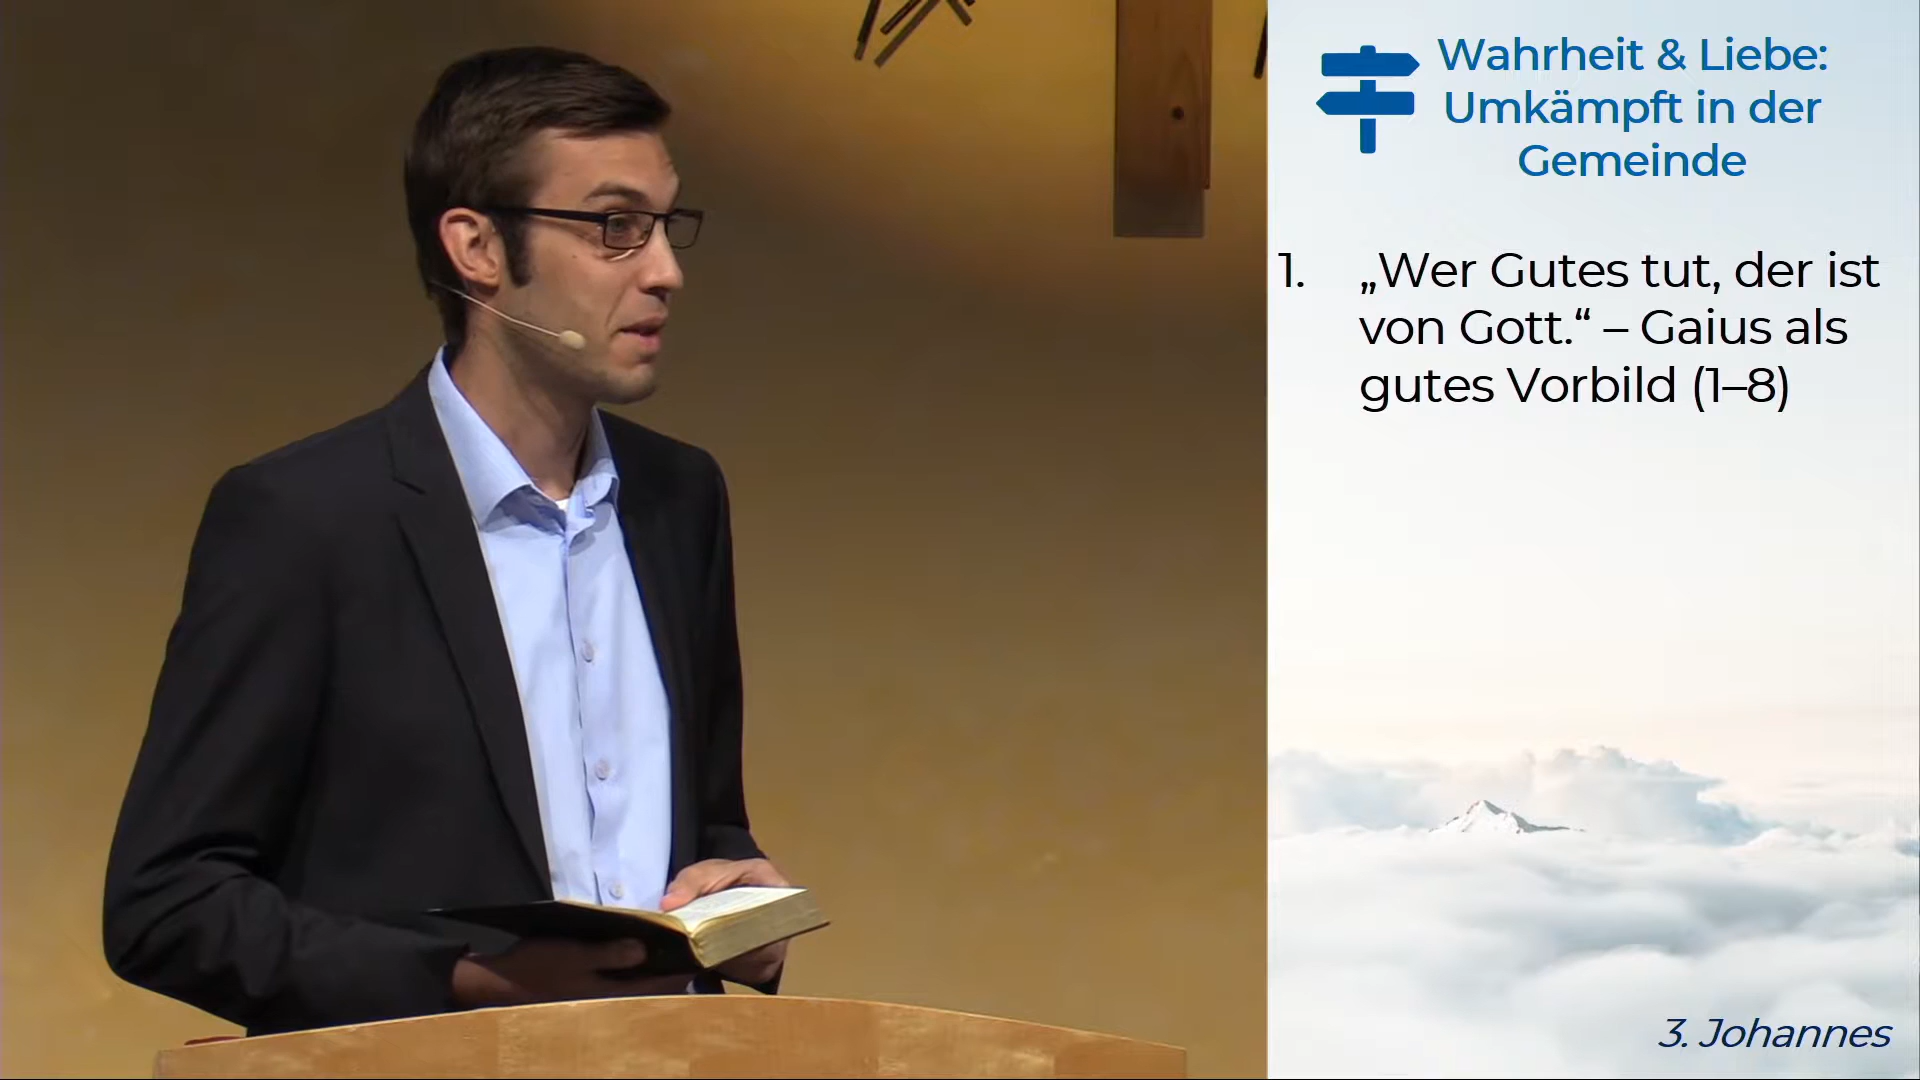 Wahrheit & Liebe:
Umkämpft in der
Gemeinde
1. „Wer Gutes tut, der ist
von Gott.“ – Gaius als
gutes Vorbild (1–8)
3. Johannes